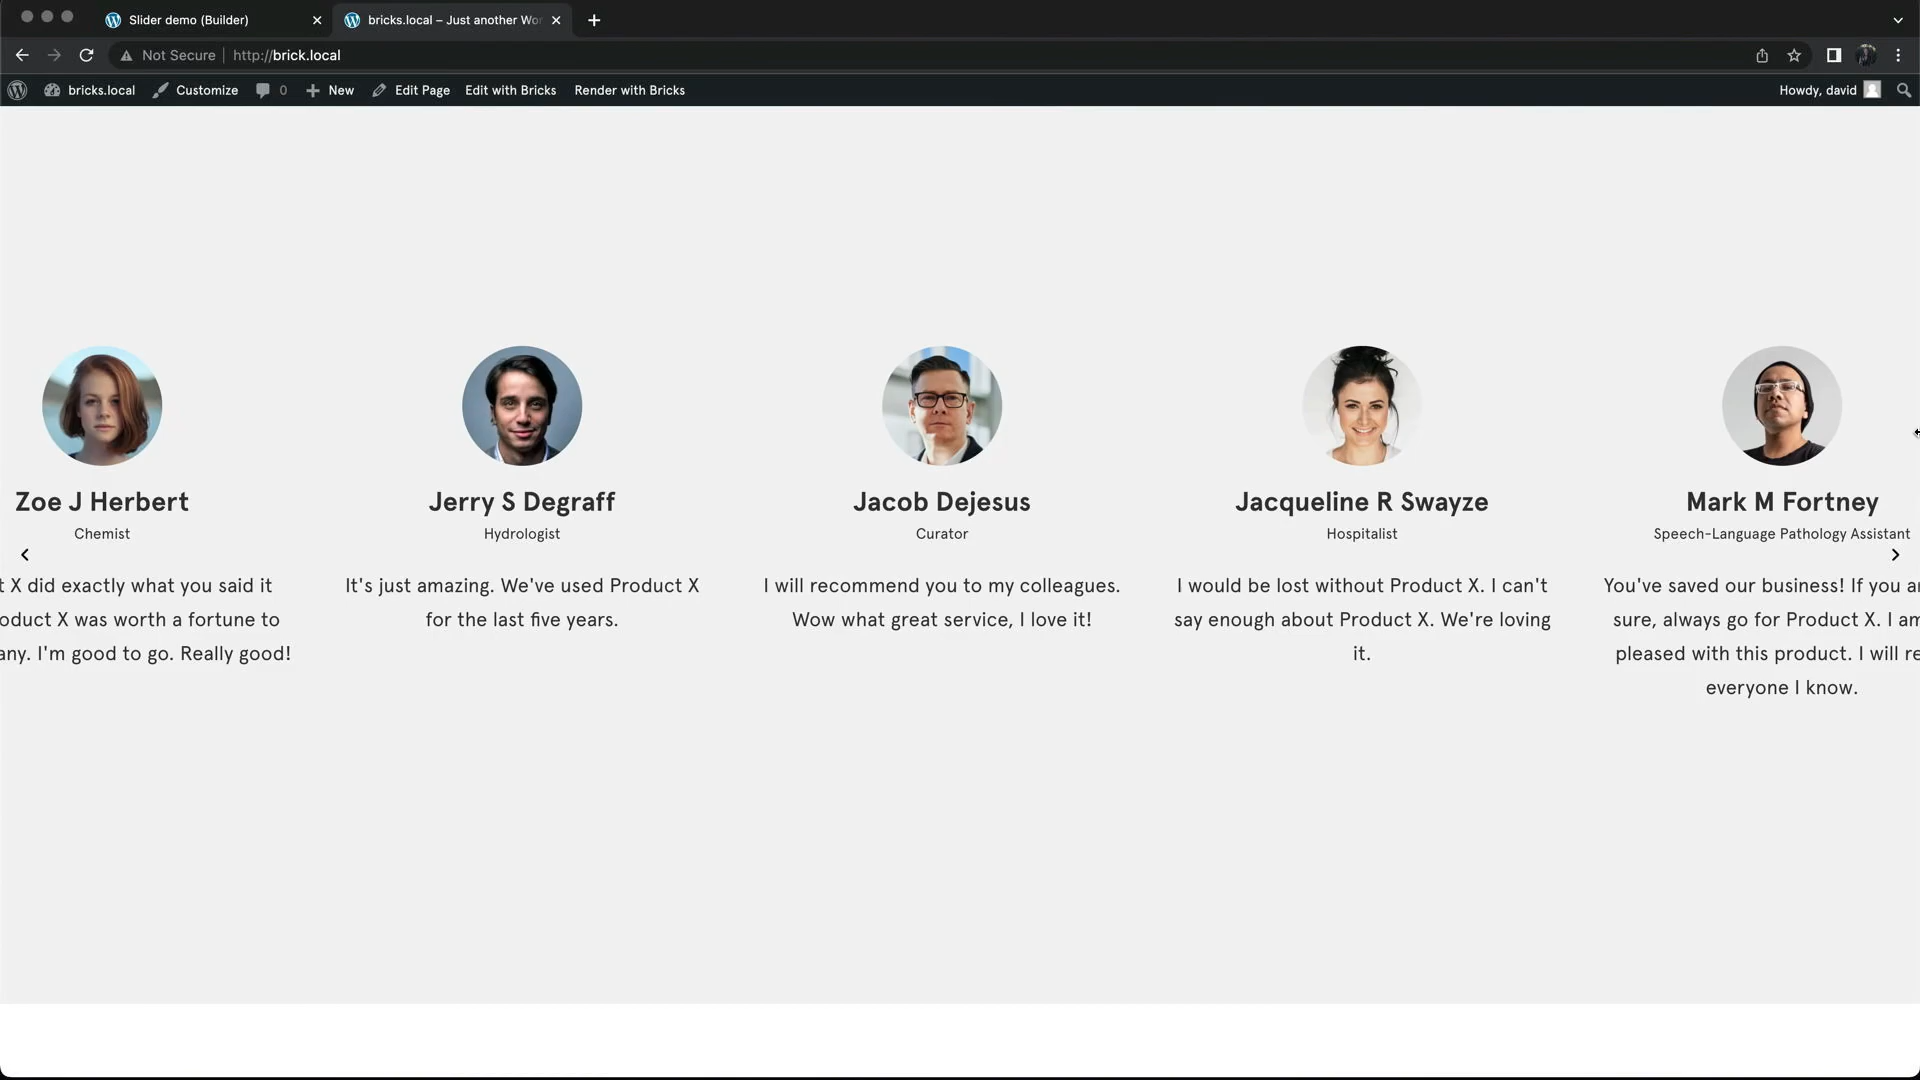 Slider demo (Builder)
bricks.local – Just another Wor
Not Secure
http://brick.local
bricks.local
Customize
0
New
Edit Page
Edit with Bricks
Render with Bricks
Howdy, david
Zoe J Herbert
Chemist
t X did exactly what you said it
oduct X was worth a fortune to
any. I'm good to go. Really good!
Jerry S Degraff
Hydrologist
It's just amazing. We've used Product X
for the last five years.
Jacob Dejesus
Curator
I will recommend you to my colleagues.
Wow what great service, I love it!
Jacqueline R Swayze
Hospitalist
I would be lost without Product X. I can't
say enough about Product X. We're loving
it.
Mark M Fortney
Speech-Language Pathology Assistant
You've saved our business! If you ar
sure, always go for Product X. I am
pleased with this product. I will re
everyone I know.